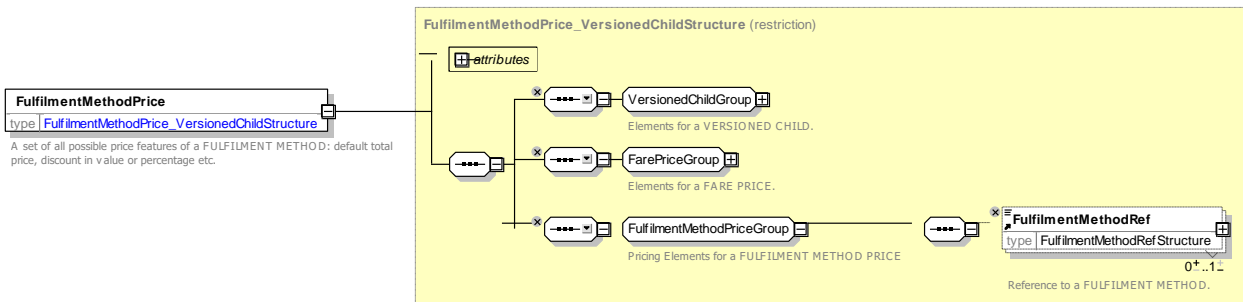 FulfilmentMethodPrice_VersionedChildStructure (restriction)
attributes
FulfilmentMethodPrice
type FulfilmentMethodPrice_VersionedChildStructure
A set of all possible price features of a FULFILMENT METHOD: default total
price, discount in value or percentage etc.
VersionedChildGroup
Elements for a VERSIONED CHILD.
FarePriceGroup
Elements for a FARE PRICE.
FulfilmentMethodPriceGroup
Pricing Elements for a FULFILMENT METHOD PRICE
FulfilmentMethodRef
type FulfilmentMethodRefStructure
0..1
Reference to a FULFILMENT METHOD.